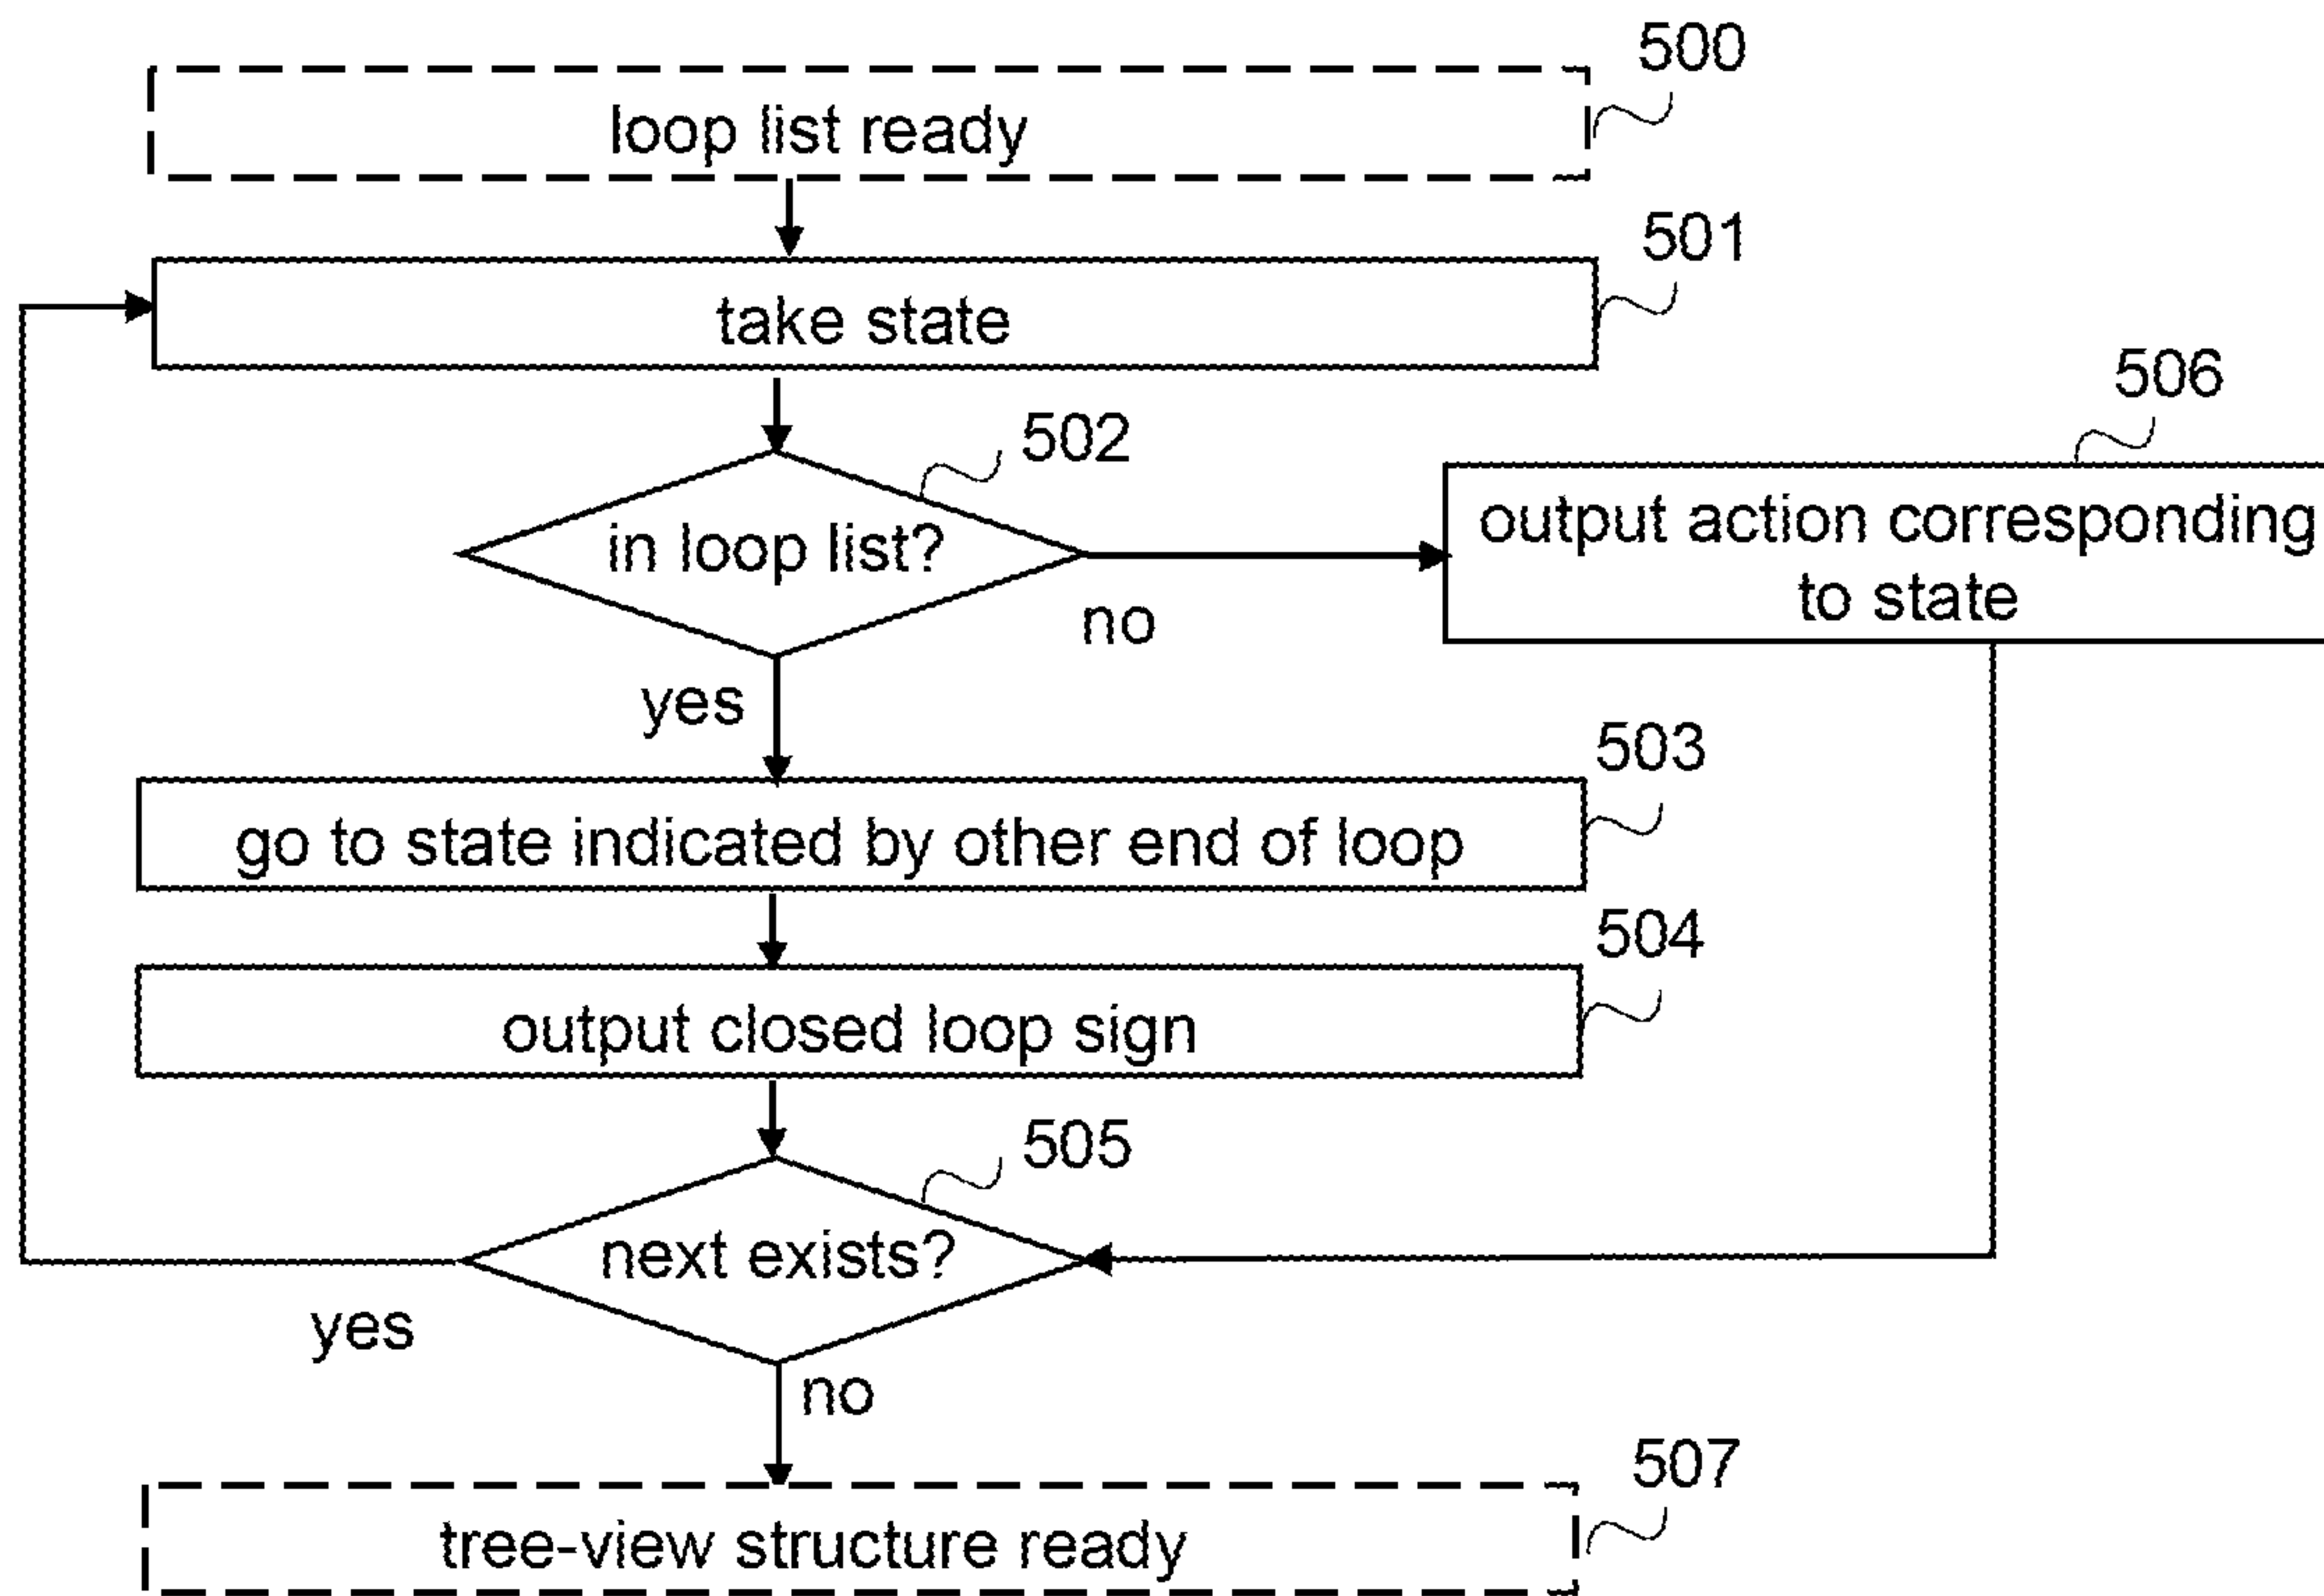 500
loop list ready
501
take state
506
502
in loop list?
output action corresponding
to state
no
yes
503
go to state indicated by other end of loop
504
output closed loop sign
505
next exists?
yes
no
507
tree-view structure ready